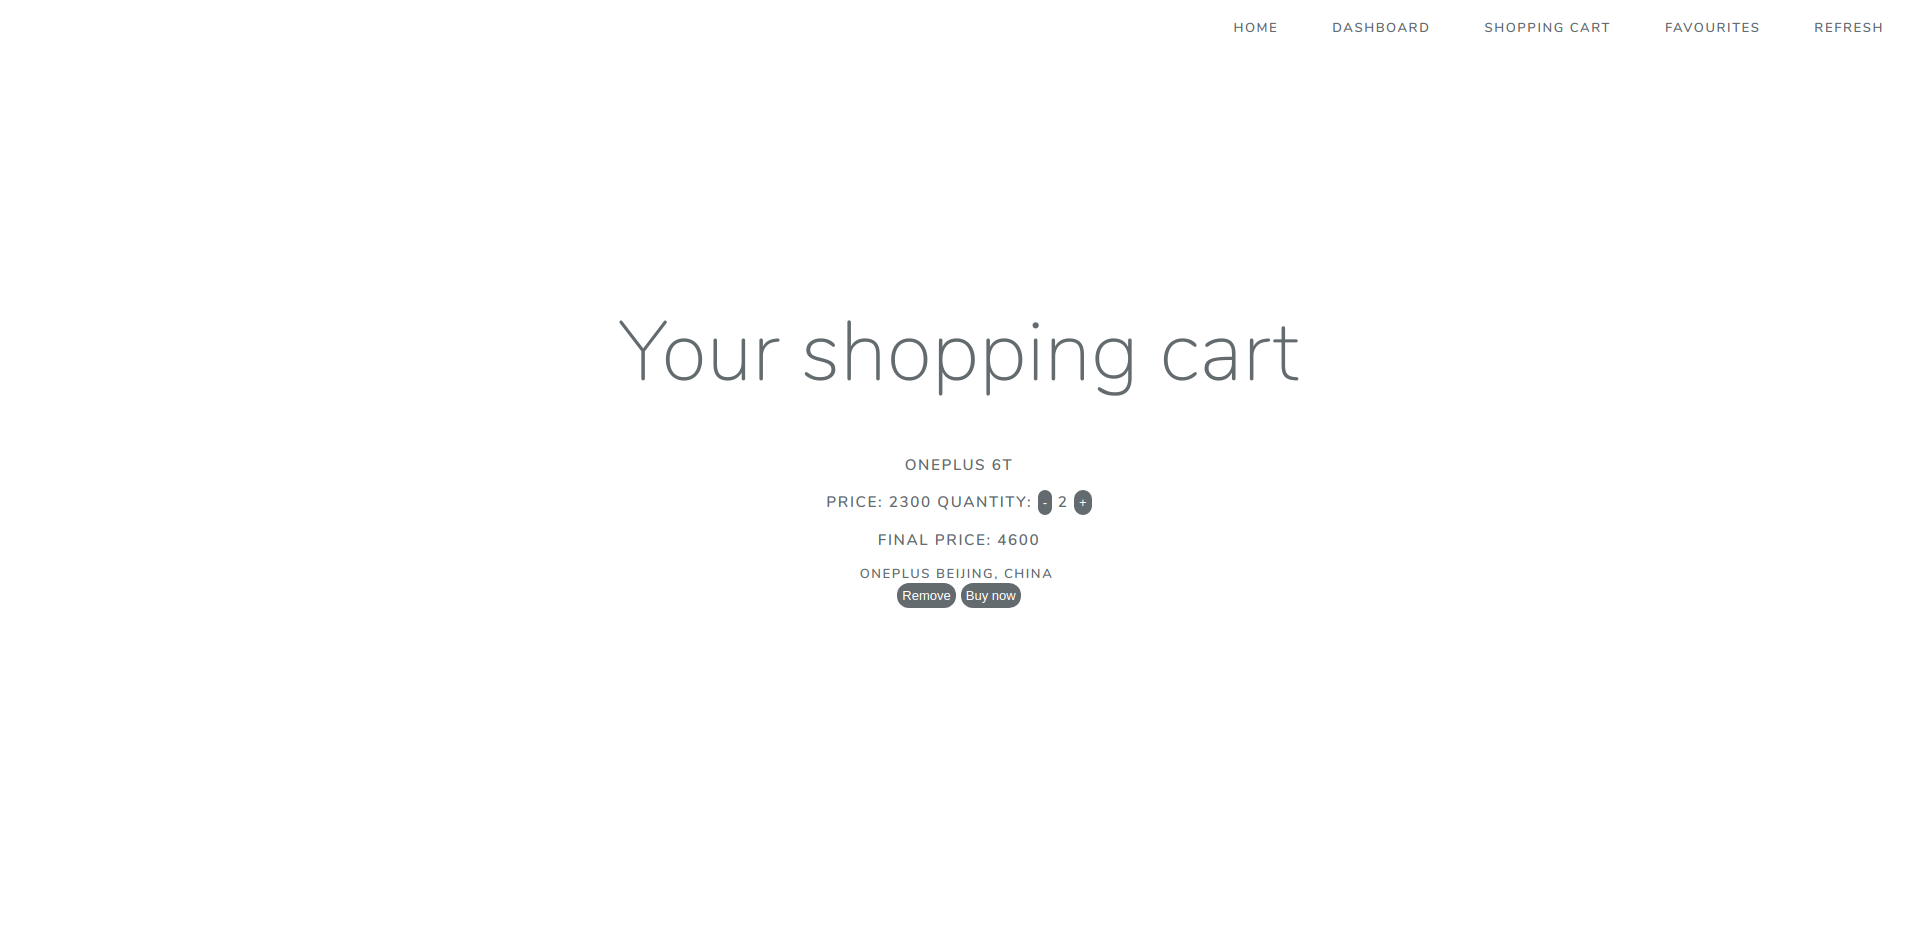 HOME DASHBOARD SHOPPING CART FAVOURITES REFRESH
Your shopping cart
ONEPLUS 6T
PRICE: 2300 QUANTITY: - 2 +
FINAL PRICE: 4600
ONEPLUS BEIJING, CHINA
Remove Buy now